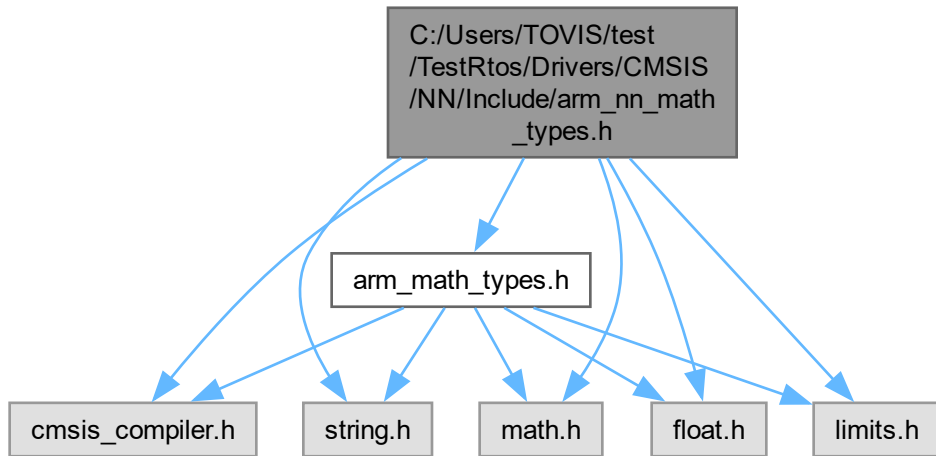 C:/Users/TOVIS/test
/TestRtos/Drivers/CMSIS
/NN/Include/arm_nn_math
_types.h
arm_math_types.h
cmsis_compiler.h
string.h
math.h
float.h
limits.h